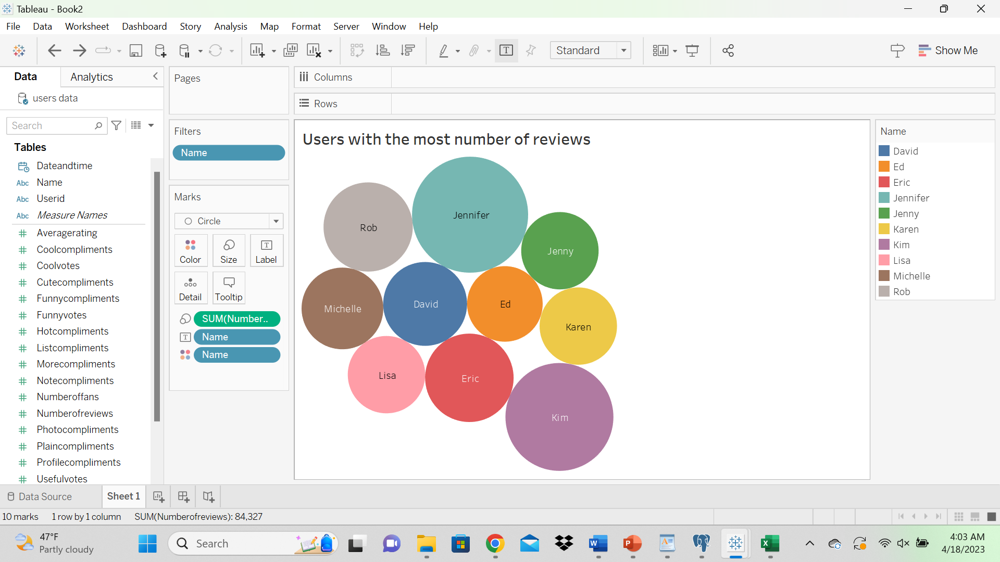 Tableau - Book2
File Data Worksheet Dashboard Story Analysis Map Format Server Window Help
Standard
Show Me
Data
Analytics
users data
Search
Tables
Dateandtime
Abc Name
Abc Userid
Abc Measure Names
Averagerating
Coolcompliments
Coolvotes
Cutecompliments
Funnycompliments
Funnyvotes
Hotcompliments
Listcompliments
Morecompliments
Notecompliments
Numberoffans
Numberofreviews
Photocompliments
Plaincompliments
Profilecompliments
Usefulvotes
Pages
Filters
Name
Marks
Circle
Color Size Label
Detail Tooltip
SUM(Number..
Name
Name
Columns
Rows
Users with the most number of reviews
Jennifer
Rob
Jenny
David
Ed
Michelle
Karen
Lisa
Eric
Kim
Name
David
Ed
Eric
Jennifer
Jenny
Karen
Kim
Lisa
Michelle
Rob
Data Source
Sheet 1
10 marks 1 row by 1 column SUM(Numberofreviews): 84,327
47°F
Partly cloudy
Search
4:03 AM
4/18/2023